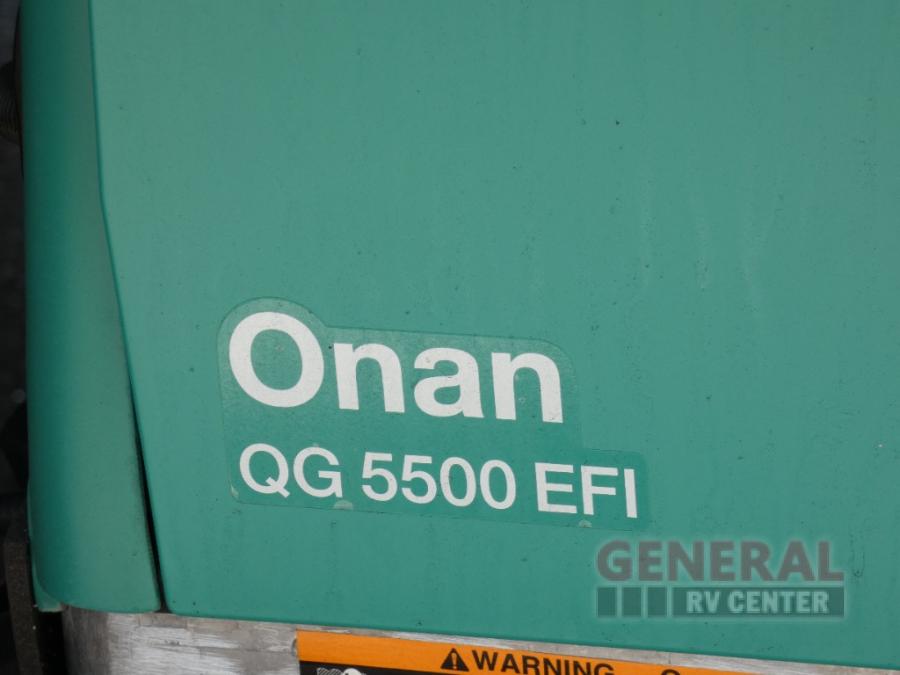 Onan
QG 5500 EFI
GENERAL
RV CENTER
WARNING